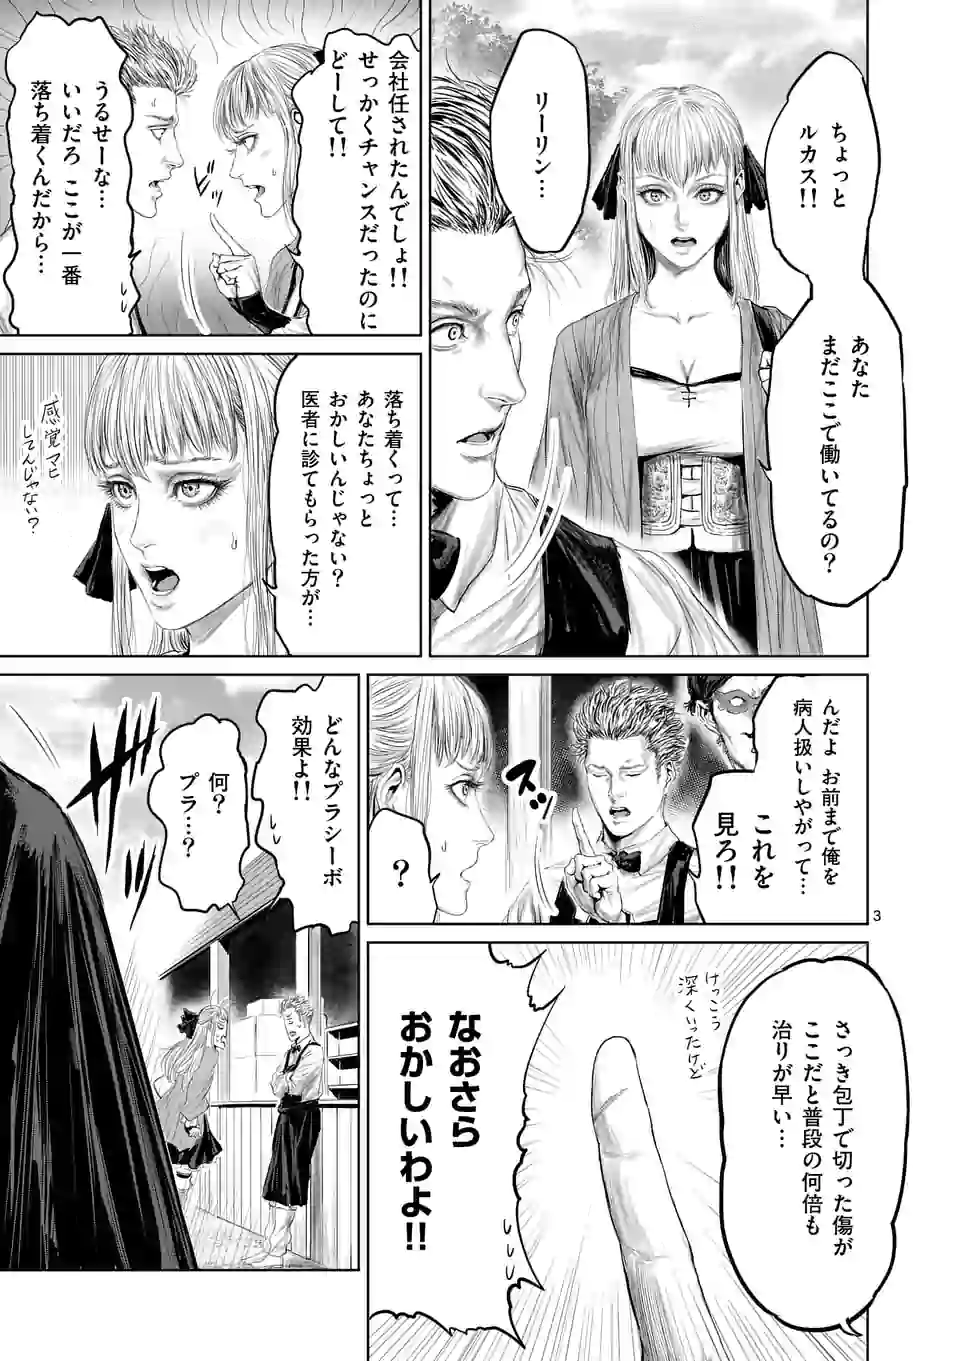 ちょっと
ルカス!!
あなた
まだここで働いてるの?
リーリン…
会社任されたんでしょ!!
せっかくチャンスだったのに
どーして!!
うるせーな…
いいだろ ここが一番
落ち着くんだから…
落ち着くって…
あなたちょっと
おかしいんじゃない?
医者に診てもらった方が…
感覚マヒ
してんじゃない?
んだよ お前まで俺を
病人扱いしやがって…
これを
見ろ!!
スッ
?
3
さっき包丁で切った傷が
ここだと普段の何倍も
治りが早い…
けっこう
深くいったけど
なおさら
おかしいわよ!!
どんなプラシーボ
効果よ!!
何?
プラ…?